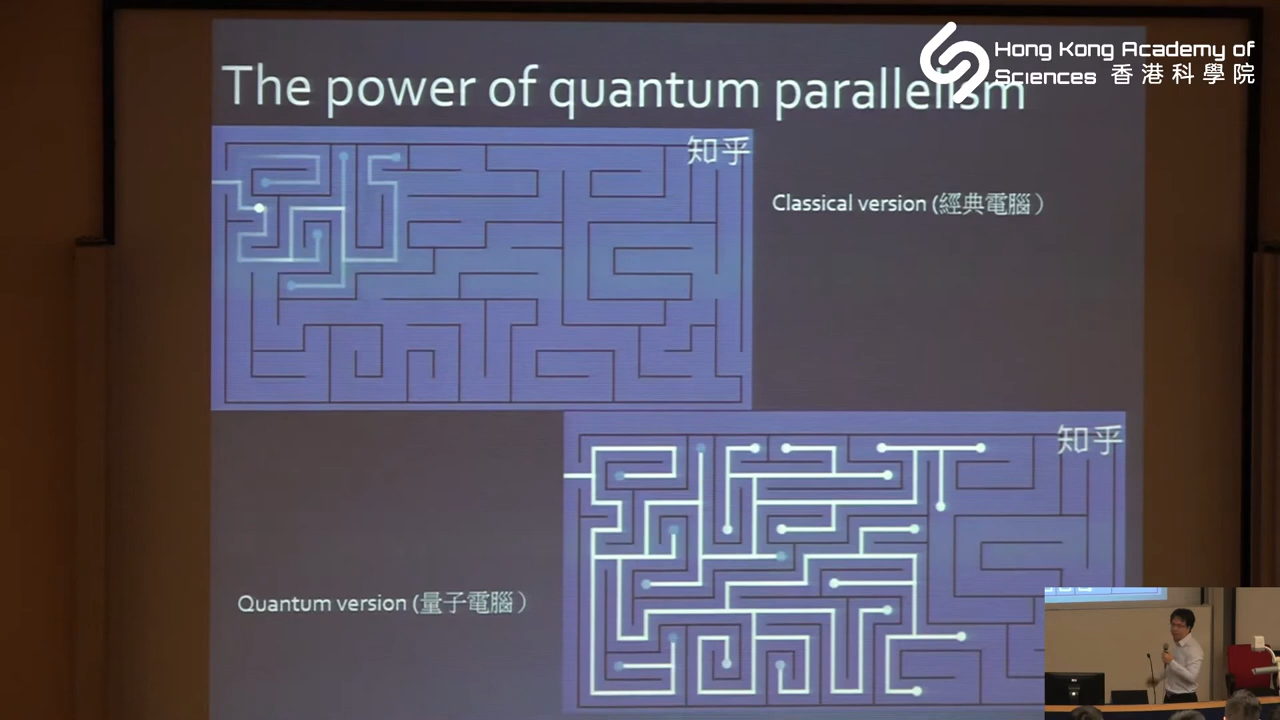 Hong Kong Academy of
Sciences 香港科學院
The power of quantum parallelism
知乎
Classical version (經典電腦）
知乎
Quantum version (量子電腦）